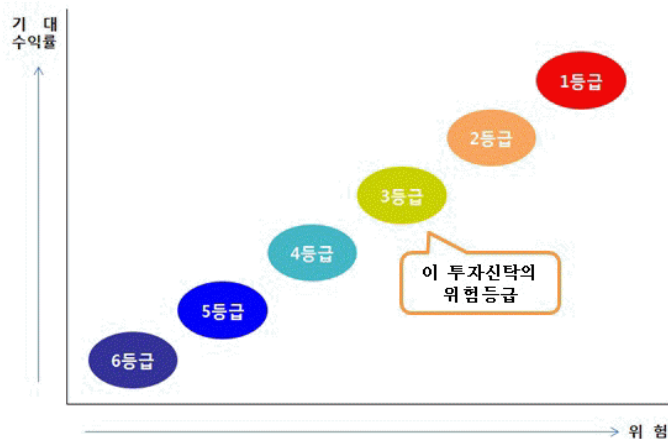 기 대
수익률
1등급
2등급
3등급
4등급
이 투자신탁의
위험등급
5등급
6등급
위 험